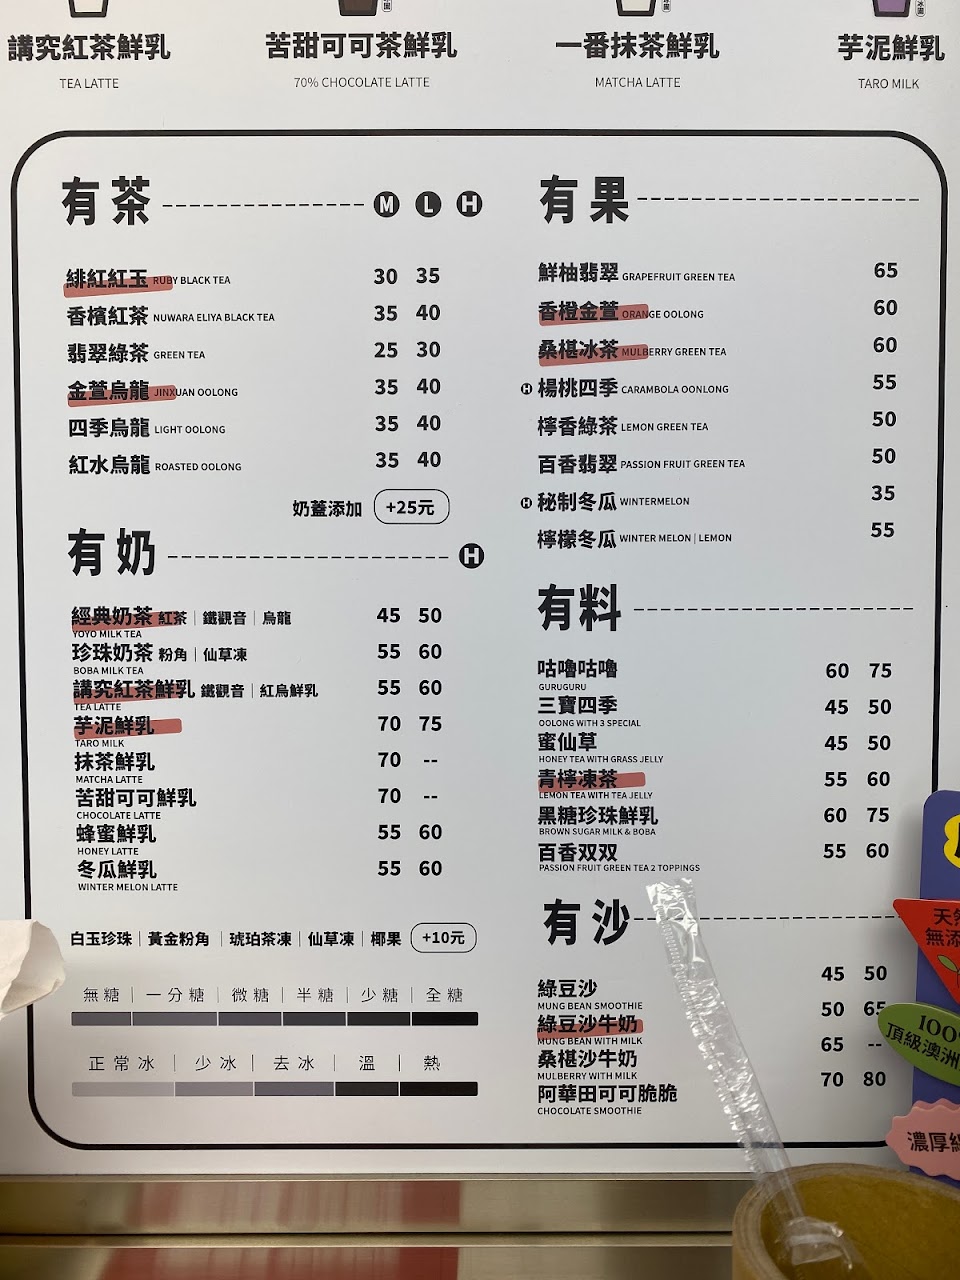 講究紅茶鮮乳
TEA LATTE
苦甜可可茶鮮乳
70% CHOCOLATE LATTE
一番抹茶鮮乳
MATCHA LATTE
芋泥鮮乳
TARO MILK
有茶 M L H
緋紅紅玉 RUBY BLACK TEA 30 35
香檳紅茶 NUWARA ELIYA BLACK TEA 35 40
翡翠綠茶 GREEN TEA 25 30
金萱烏龍 JINXUAN OOLONG 35 40
四季烏龍 LIGHT OOLONG 35 40
紅水烏龍 ROASTED OOLONG 35 40
奶蓋添加 +25元
有奶 H
經典奶茶 紅茶｜鐵觀音｜烏龍 45 50
YOYO MILK TEA
珍珠奶茶 粉角｜仙草凍 55 60
BOBA MILK TEA
講究紅茶鮮乳 鐵觀音｜紅烏鮮乳 55 60
TEA LATTE
芋泥鮮乳 70 75
TARO MILK
抹茶鮮乳 70 --
MATCHA LATTE
苦甜可可鮮乳 70 --
CHOCOLATE LATTE
蜂蜜鮮乳 55 60
HONEY LATTE
冬瓜鮮乳 55 60
WINTER MELON LATTE
白玉珍珠｜黃金粉角｜琥珀茶凍｜仙草凍｜椰果 +10元
無糖｜一分糖｜微糖｜半糖｜少糖｜全糖
正常冰｜少冰｜去冰｜溫｜熱
有果
鮮柚翡翠 GRAPEFRUIT GREEN TEA 65
香橙金萱 ORANGE OOLONG 60
桑椹冰茶 MULBERRY GREEN TEA 60
H 楊桃四季 CARAMBOLA OONLONG 55
檸香綠茶 LEMON GREEN TEA 50
百香翡翠 PASSION FRUIT GREEN TEA 50
H 秘制冬瓜 WINTERMELON 35
檸檬冬瓜 WINTER MELON | LEMON 55
有料
咕嚕咕嚕 60 75
GURUGURU
三寶四季 45 50
OOLONG WITH 3 SPECIAL
蜜仙草 45 50
HONEY TEA WITH GRASS JELLY
青檸凍茶 55 60
LEMON TEA WITH TEA JELLY
黑糖珍珠鮮乳 60 75
BROWN SUGAR MILK & BOBA
百香双双 55 60
PASSION FRUIT GREEN TEA 2 TOPPINGS
有沙
綠豆沙 45 50
MUNG BEAN SMOOTHIE
綠豆沙牛奶 50 65
MUNG BEAN WITH MILK
桑椹沙牛奶 65 --
MULBERRY WITH MILK
阿華田可可脆脆 70 80
CHOCOLATE SMOOTHIE
天然
無添
100%
頂級澳洲
濃厚